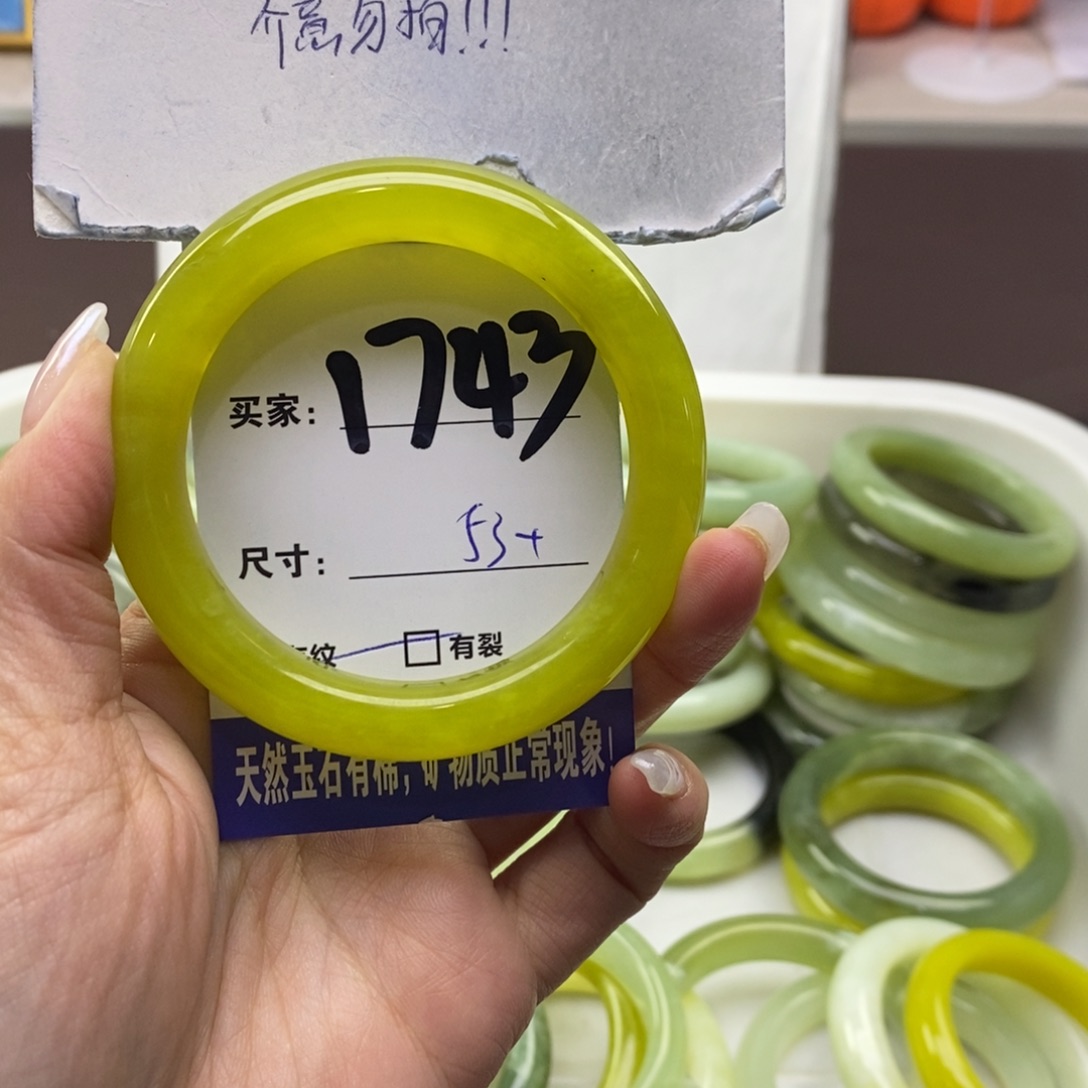 介意勿拍!!!
买家: 1743
尺寸: 53+
纹 有裂
天然玉石有棉,矿物质正常现象!